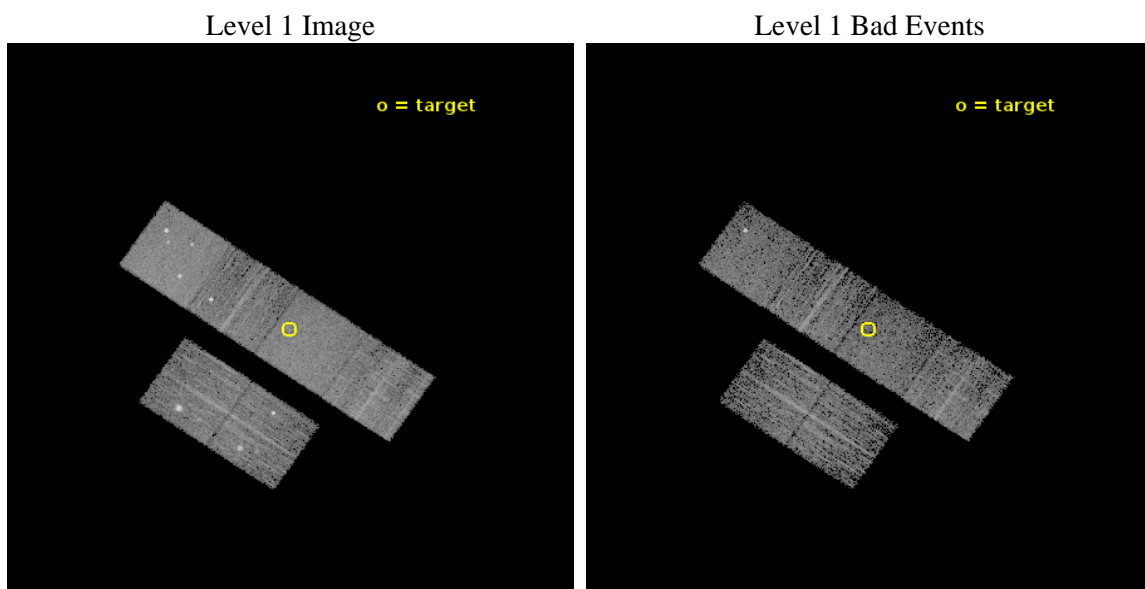 Level 1 Image
Level 1 Bad Events
o = target
o = target